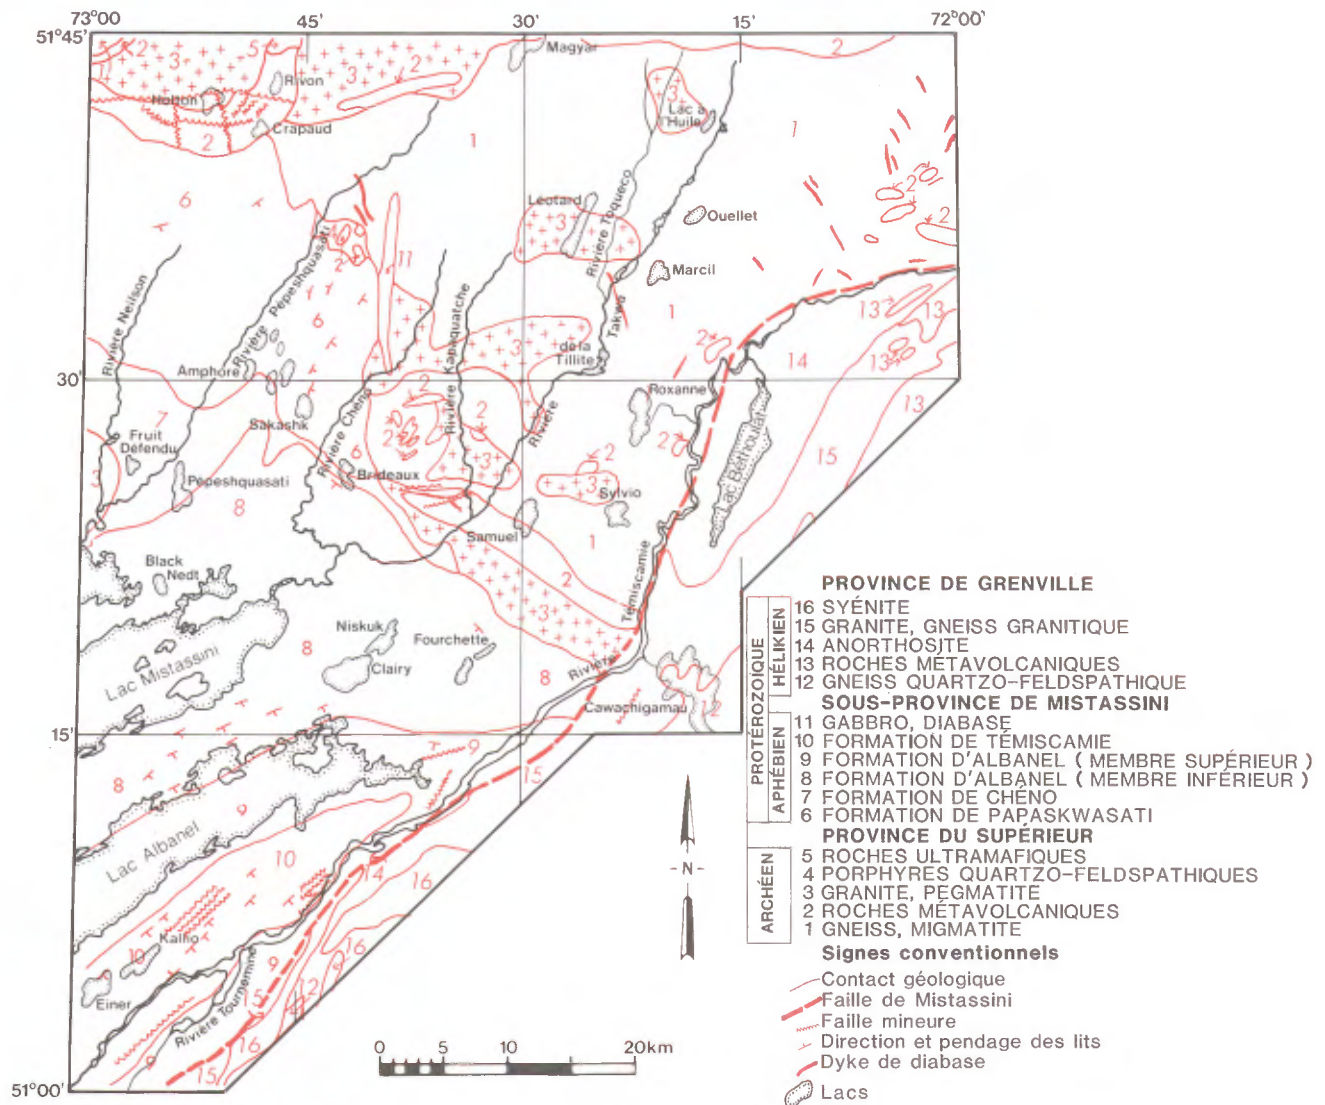 73°00' 45' 30' 15' 72°00'
51°45'
Magyar
Rivon
Holton
Crapaud
Lac à l'Huile
Léotard
Ouellet
Marcil
Rivière Toqueco
Rivière Neilson
Rivière Pépeshquasati
Rivière Kapaquatche
Takwa
de la Tillite
30'
Amphore
Sakashk
Rivière Chéno
Rivière
Roxanne
Fruit Défendu
Pépeshquasati
Brideaux
Sylvio
Samuel
Lac Béthoulat
Black Nedt
Témiscamie
Niskuk
Fourchette
Clairy
Rivière
Lac Mistassini
Cawachigamau
15'
Lac Albanel
Kallio
Einer
Rivière Tournemine
51°00'
0 5 10 20km
- N -
PROVINCE DE GRENVILLE
PROTÉROZOÏQUE
HÉLIKIEN
16 SYÉNITE
15 GRANITE, GNEISS GRANITIQUE
14 ANORTHOSITE
13 ROCHES MÉTAVOLCANIQUES
12 GNEISS QUARTZO-FELDSPATHIQUE
SOUS-PROVINCE DE MISTASSINI
APHÉBIEN
11 GABBRO, DIABASE
10 FORMATION DE TÉMISCAMIE
9 FORMATION D'ALBANEL ( MEMBRE SUPÉRIEUR )
8 FORMATION D'ALBANEL ( MEMBRE INFÉRIEUR )
7 FORMATION DE CHÉNO
6 FORMATION DE PAPASKWASATI
PROVINCE DU SUPÉRIEUR
ARCHÉEN
5 ROCHES ULTRAMAFIQUES
4 PORPHYRES QUARTZO-FELDSPATHIQUES
3 GRANITE, PEGMATITE
2 ROCHES MÉTAVOLCANIQUES
1 GNEISS, MIGMATITE
Signes conventionnels
Contact géologique
Faille de Mistassini
Faille mineure
Direction et pendage des lits
Dyke de diabase
Lacs